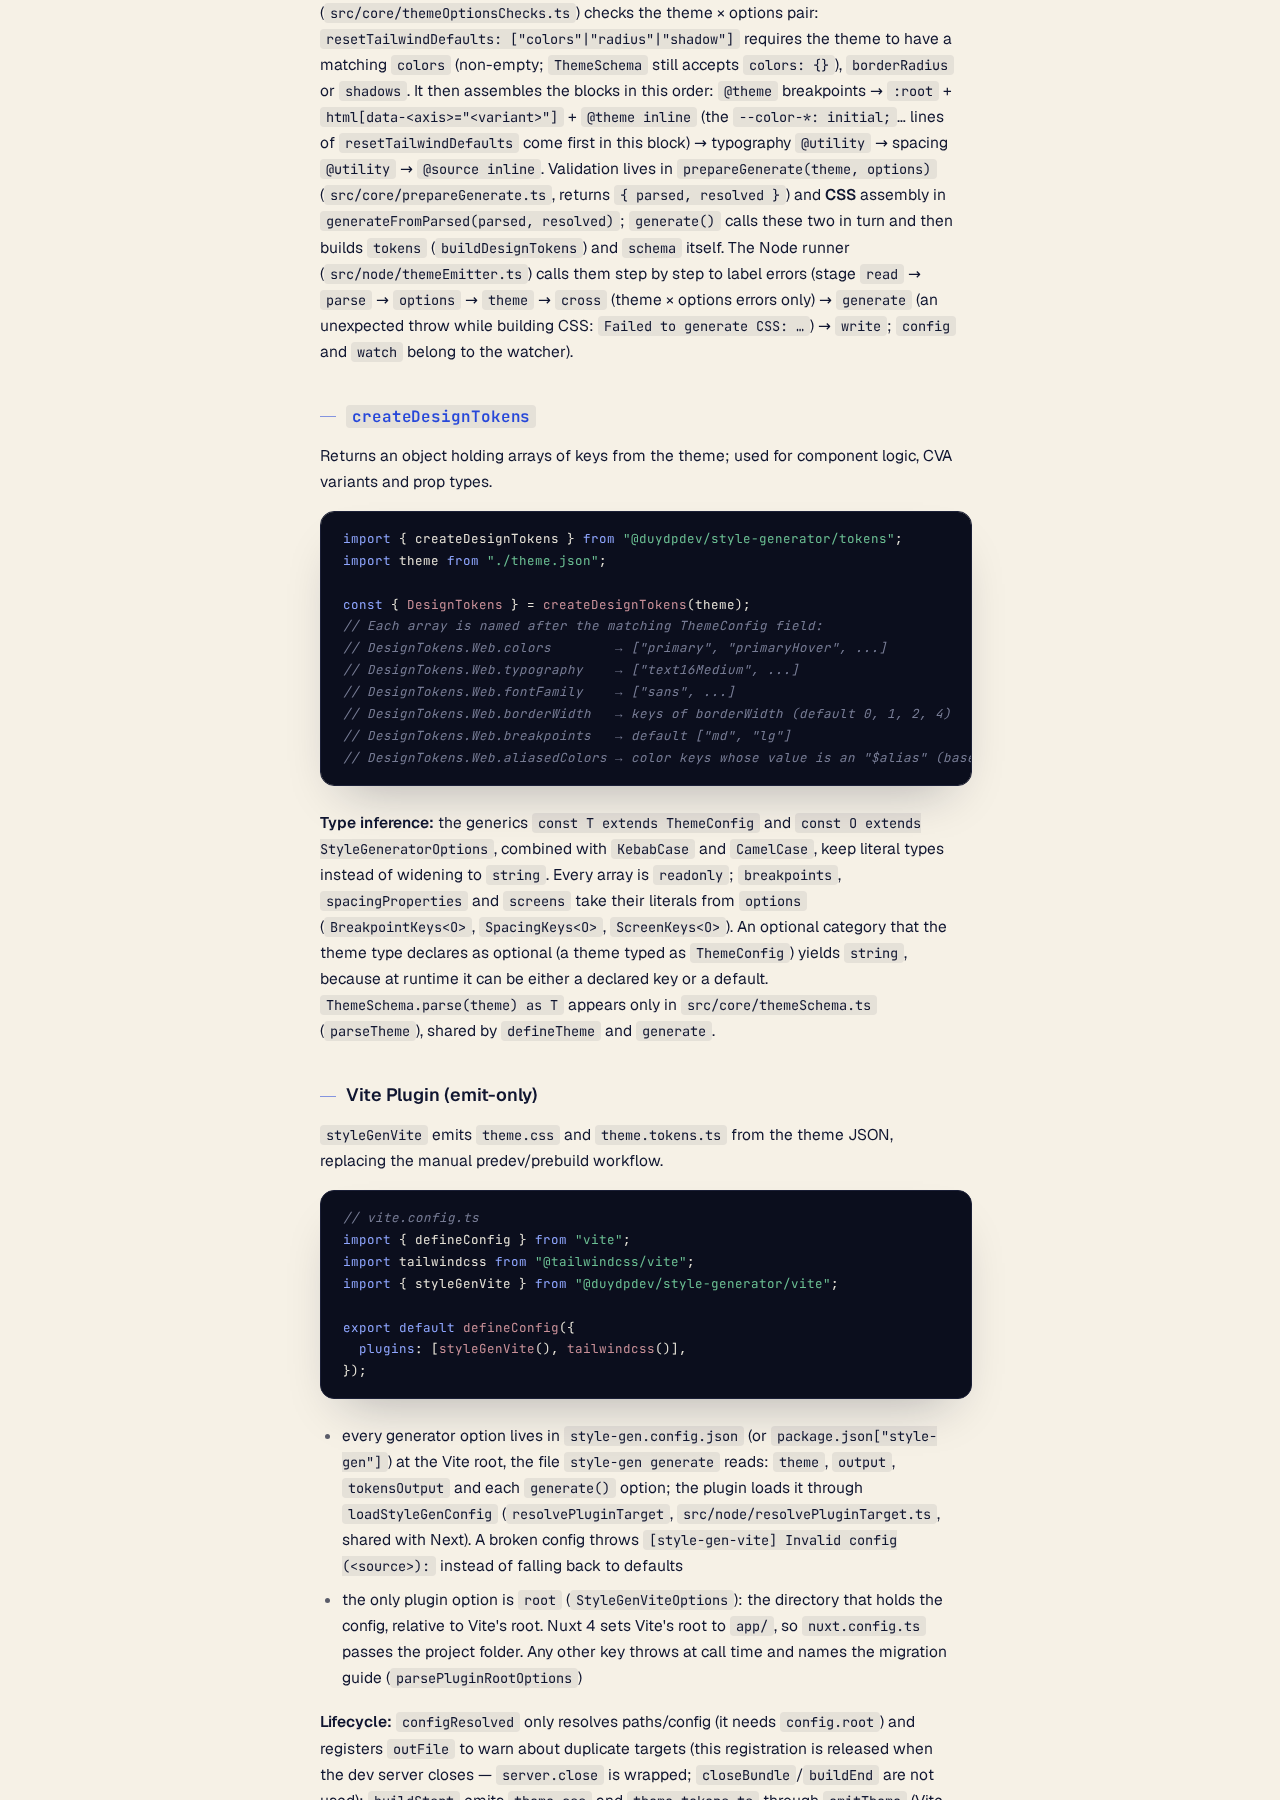 (src/core/themeOptionsChecks.ts) checks the theme × options pair:
resetTailwindDefaults: ["colors"|"radius"|"shadow"] requires the theme to have a
matching colors (non-empty; ThemeSchema still accepts colors: {}), borderRadius
or shadows. It then assembles the blocks in this order: @theme breakpoints → :root +
html[data-<axis>="<variant>"] + @theme inline (the --color-*: initial;… lines
of resetTailwindDefaults come first in this block) → typography @utility → spacing
@utility → @source inline. Validation lives in prepareGenerate(theme, options)
(src/core/prepareGenerate.ts, returns { parsed, resolved }) and CSS assembly in
generateFromParsed(parsed, resolved); generate() calls these two in turn and then
builds tokens (buildDesignTokens) and schema itself. The Node runner
(src/node/themeEmitter.ts) calls them step by step to label errors (stage read →
parse → options → theme → cross (theme × options errors only) → generate (an
unexpected throw while building CSS: Failed to generate CSS: …) → write; config
and watch belong to the watcher).
— createDesignTokens
Returns an object holding arrays of keys from the theme; used for component logic, CVA
variants and prop types.
import { createDesignTokens } from "@duydpdev/style-generator/tokens";
import theme from "./theme.json";
const { DesignTokens } = createDesignTokens(theme);
// Each array is named after the matching ThemeConfig field:
// DesignTokens.Web.colors        → ["primary", "primaryHover", ...]
// DesignTokens.Web.typography    → ["text16Medium", ...]
// DesignTokens.Web.fontFamily    → ["sans", ...]
// DesignTokens.Web.borderWidth   → keys of borderWidth (default 0, 1, 2, 4)
// DesignTokens.Web.breakpoints   → default ["md", "lg"]
// DesignTokens.Web.aliasedColors → color keys whose value is an "$alias" (base
Type inference: the generics const T extends ThemeConfig and const O extends
StyleGeneratorOptions, combined with KebabCase and CamelCase, keep literal types
instead of widening to string. Every array is readonly; breakpoints,
spacingProperties and screens take their literals from options
(BreakpointKeys<O>, SpacingKeys<O>, ScreenKeys<O>). An optional category that the
theme type declares as optional (a theme typed as ThemeConfig) yields string,
because at runtime it can be either a declared key or a default.
ThemeSchema.parse(theme) as T appears only in src/core/themeSchema.ts
(parseTheme), shared by defineTheme and generate.
— Vite Plugin (emit-only)
styleGenVite emits theme.css and theme.tokens.ts from the theme JSON,
replacing the manual predev/prebuild workflow.
// vite.config.ts
import { defineConfig } from "vite";
import tailwindcss from "@tailwindcss/vite";
import { styleGenVite } from "@duydpdev/style-generator/vite";
export default defineConfig({
  plugins: [styleGenVite(), tailwindcss()],
});
• every generator option lives in style-gen.config.json (or package.json["style-
gen"]) at the Vite root, the file style-gen generate reads: theme, output,
tokensOutput and each generate() option; the plugin loads it through
loadStyleGenConfig (resolvePluginTarget, src/node/resolvePluginTarget.ts,
shared with Next). A broken config throws [style-gen-vite] Invalid config
(<source>): instead of falling back to defaults
• the only plugin option is root (StyleGenViteOptions): the directory that holds the
config, relative to Vite's root. Nuxt 4 sets Vite's root to app/, so nuxt.config.ts
passes the project folder. Any other key throws at call time and names the migration
guide (parsePluginRootOptions)
Lifecycle: configResolved only resolves paths/config (it needs config.root) and
registers outFile to warn about duplicate targets (this registration is released when
the dev server closes — server.close is wrapped; closeBundle/buildEnd are not
used); buildStart emits theme.css and theme.tokens.ts through emitTheme (Vite